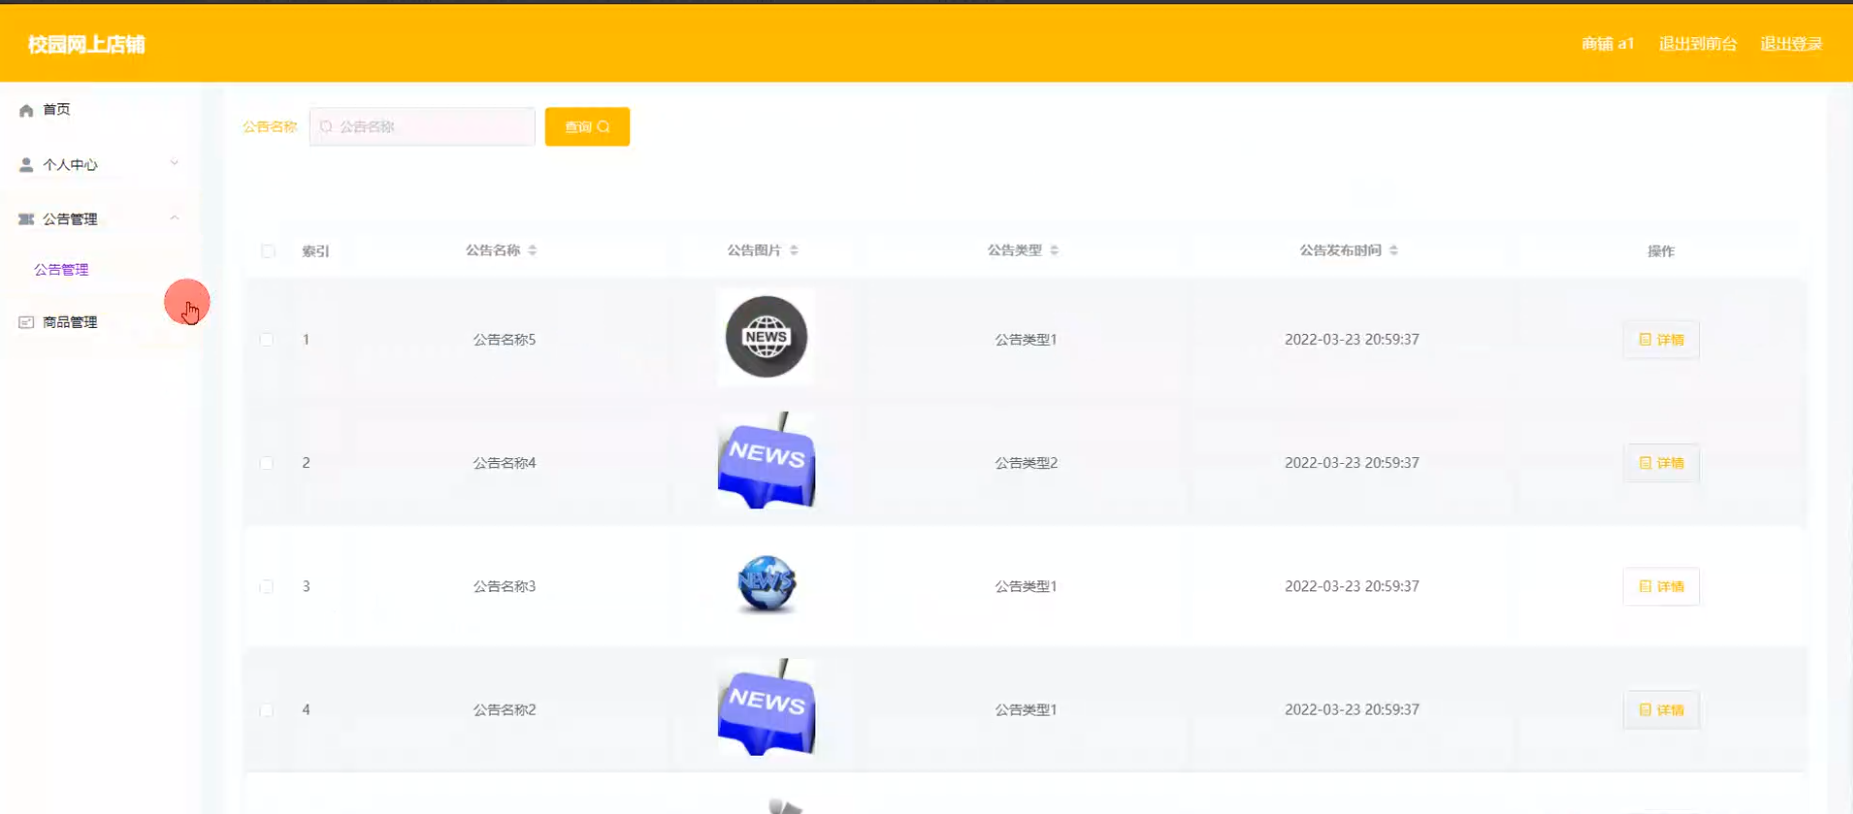 校园网上店铺
商铺 a1 退出到前台 退出登录
首页
个人中心
公告管理
公告管理
商品管理
公告名称 公告名称 查询
索引 公告名称 公告图片 公告类型 公告发布时间 操作
1 公告名称5 NEWS 公告类型1 2022-03-23 20:59:37 详情
2 公告名称4 NEWS 公告类型2 2022-03-23 20:59:37 详情
3 公告名称3 NEWS 公告类型1 2022-03-23 20:59:37 详情
4 公告名称2 NEWS 公告类型1 2022-03-23 20:59:37 详情